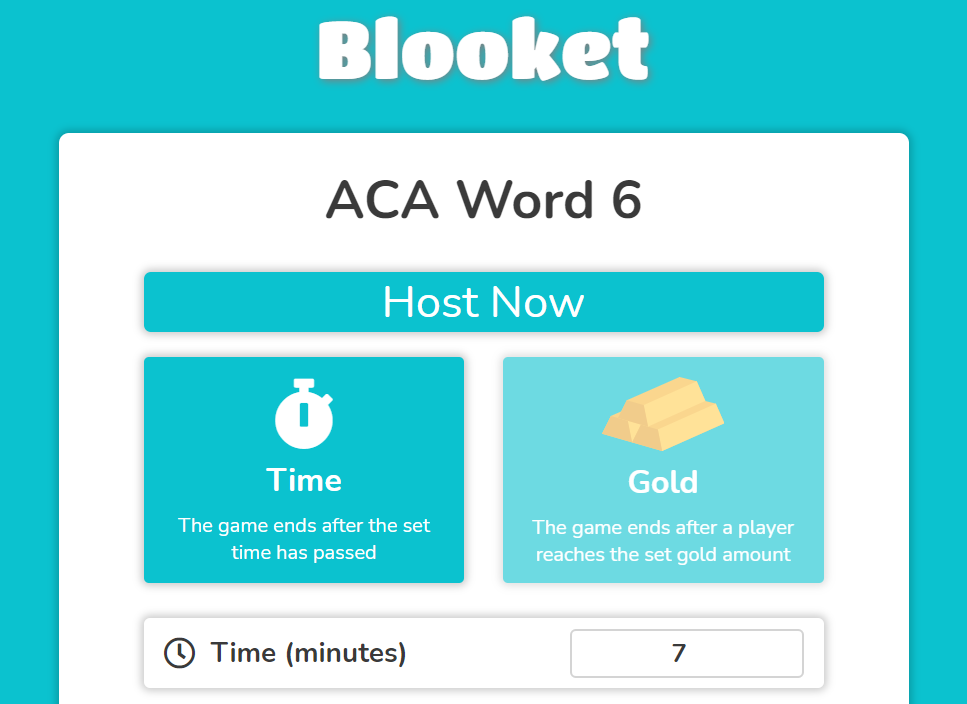 Blooket
ACA Word 6
Host Now
Time
The game ends after the set
time has passed
Gold
The game ends after a player
reaches the set gold amount
Time (minutes)
7